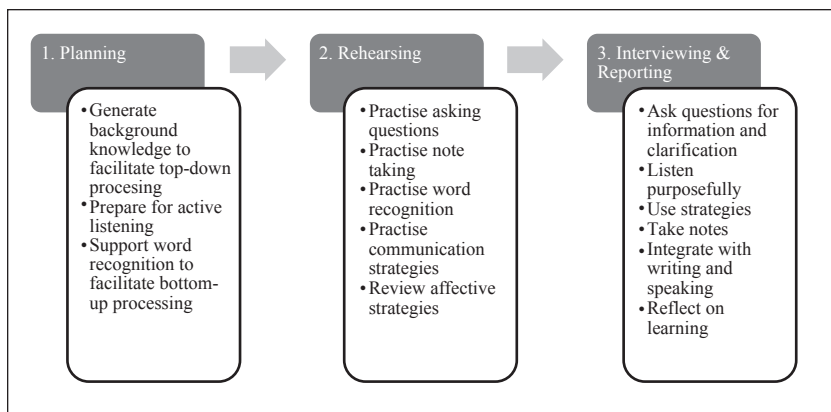 1. Planning
• Generate
background
knowledge to
facilitate top-down
procesing
• Prepare for active
listening
• Support word
recognition to
facilitate bottom-
up processing
2. Rehearsing
• Practise asking
questions
• Practise note
taking
• Practise word
recognition
• Practise
communication
strategies
• Review affective
strategies
3. Interviewing &
Reporting
• Ask questions for
information and
clarification
• Listen
purposefully
• Use strategies
• Take notes
• Integrate with
writing and
speaking
• Reflect on
learning